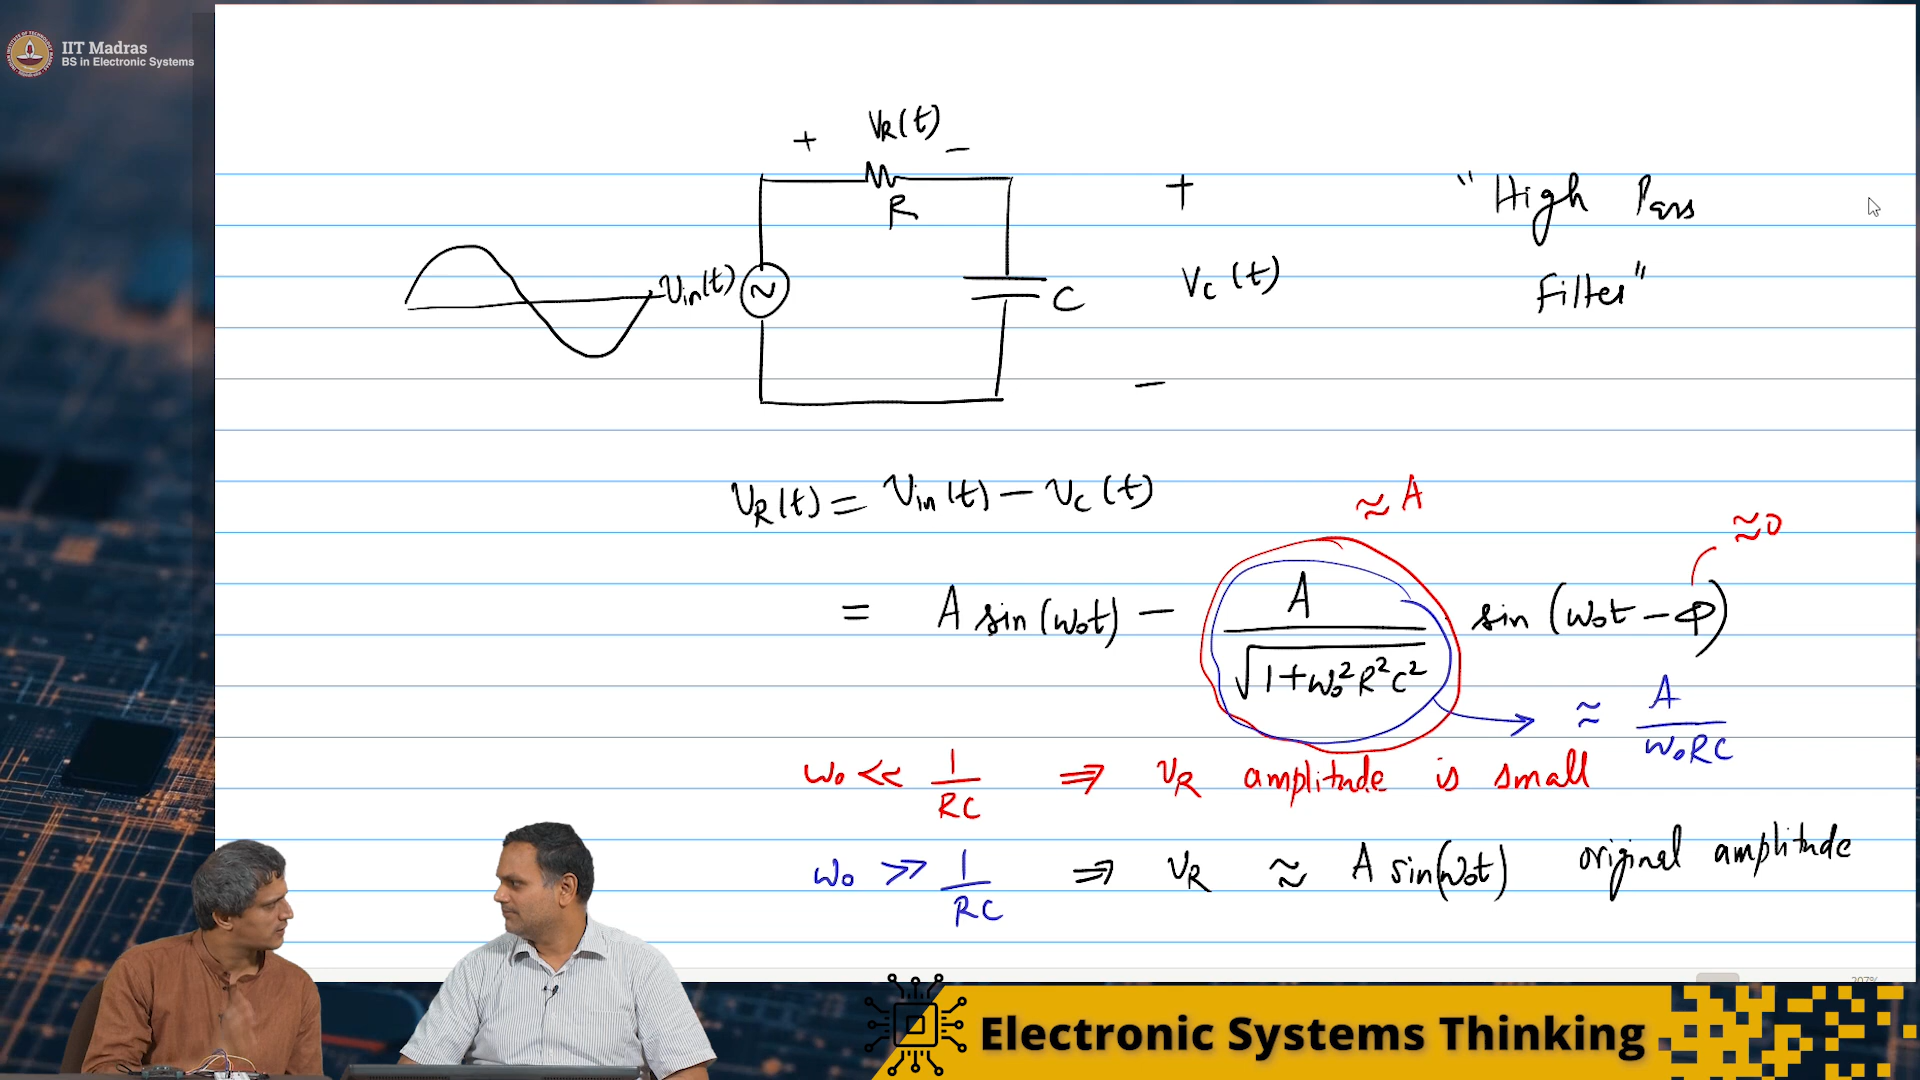 IIT Madras
BS in Electronic Systems
+ VR(t) −
R
+
"High Pass
Vin(t)
~
C
Vc(t)
Filter"
−
VR(t) = Vin(t) − Vc(t)
≈ A
≈0
= A sin(ω₀t) − A/√(1+ω₀²R²C²) sin(ω₀t − Φ)
≈ A/ω₀RC
ω₀ << 1/RC ⇒ VR amplitude is small
ω₀ >> 1/RC ⇒ VR ≈ A sin(ω₀t) original amplitude
207%
Electronic Systems Thinking